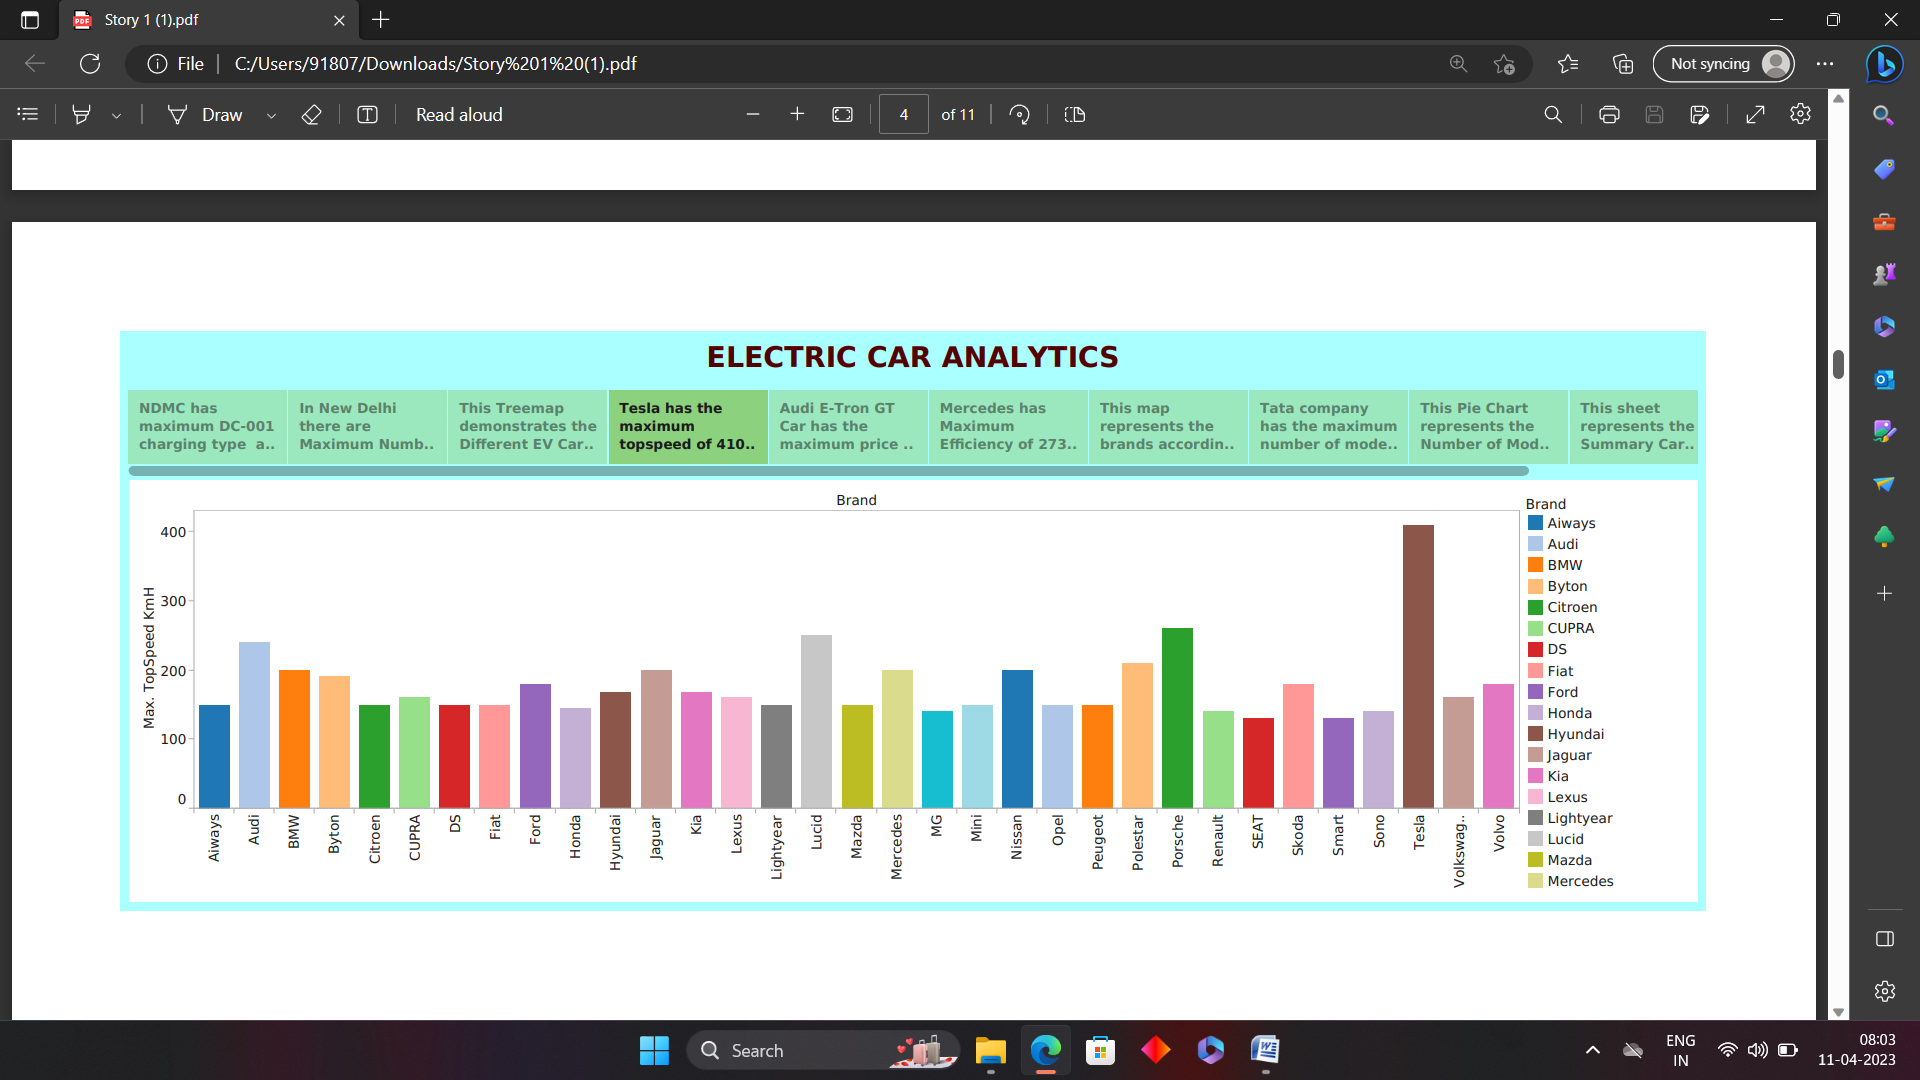 Story 1 (1).pdf
File
C:/Users/91807/Downloads/Story%201%20(1).pdf
Not syncing
Draw
Read aloud
4 of 11
ELECTRIC CAR ANALYTICS
NDMC has
maximum DC-001
charging type a..
In New Delhi
there are
Maximum Numb..
This Treemap
demonstrates the
Different EV Car..
Tesla has the
maximum
topspeed of 410..
Audi E-Tron GT
Car has the
maximum price ..
Mercedes has
Maximum
Efficiency of 273..
This map
represents the
brands accordin..
Tata company
has the maximum
number of mode..
This Pie Chart
represents the
Number of Mod..
This sheet
represents the
Summary Car..
Brand
Max. TopSpeed KmH
400
300
200
100
0
Aiways
Audi
BMW
Byton
Citroen
CUPRA
DS
Fiat
Ford
Honda
Hyundai
Jaguar
Kia
Lexus
Lightyear
Lucid
Mazda
Mercedes
MG
Mini
Nissan
Opel
Peugeot
Polestar
Porsche
Renault
SEAT
Skoda
Smart
Sono
Tesla
Volkswag..
Volvo
Brand
Aiways
Audi
BMW
Byton
Citroen
CUPRA
DS
Fiat
Ford
Honda
Hyundai
Jaguar
Kia
Lexus
Lightyear
Lucid
Mazda
Mercedes
Search
ENG
IN
08:03
11-04-2023